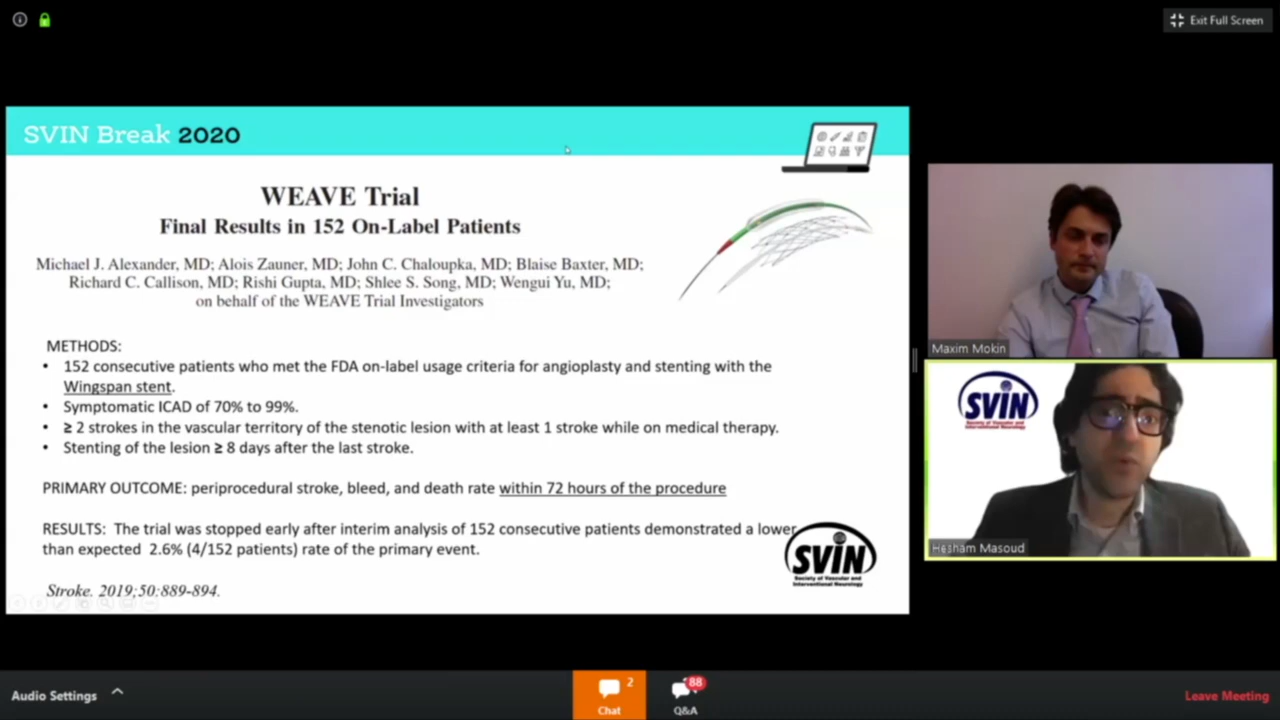 Exit Full Screen
SVIN Break 2020
WEAVE Trial
Final Results in 152 On-Label Patients
Michael J. Alexander, MD; Alois Zauner, MD; John C. Chaloupka, MD; Blaise Baxter, MD;
Richard C. Callison, MD; Rishi Gupta, MD; Shlee S. Song, MD; Wengui Yu, MD;
on behalf of the WEAVE Trial Investigators
METHODS:
• 152 consecutive patients who met the FDA on-label usage criteria for angioplasty and stenting with the
Wingspan stent.
• Symptomatic ICAD of 70% to 99%.
• ≥ 2 strokes in the vascular territory of the stenotic lesion with at least 1 stroke while on medical therapy.
• Stenting of the lesion ≥ 8 days after the last stroke.
PRIMARY OUTCOME: periprocedural stroke, bleed, and death rate within 72 hours of the procedure
RESULTS: The trial was stopped early after interim analysis of 152 consecutive patients demonstrated a lower
than expected 2.6% (4/152 patients) rate of the primary event.
Stroke. 2019;50:889-894.
SVIN
Society of Vascular and
Interventional Neurology
Maxim Mokin
SVIN
Society of Vascular and
Interventional Neurology
Hesham Masoud
Audio Settings
2
Chat
88
Q&A
Leave Meeting